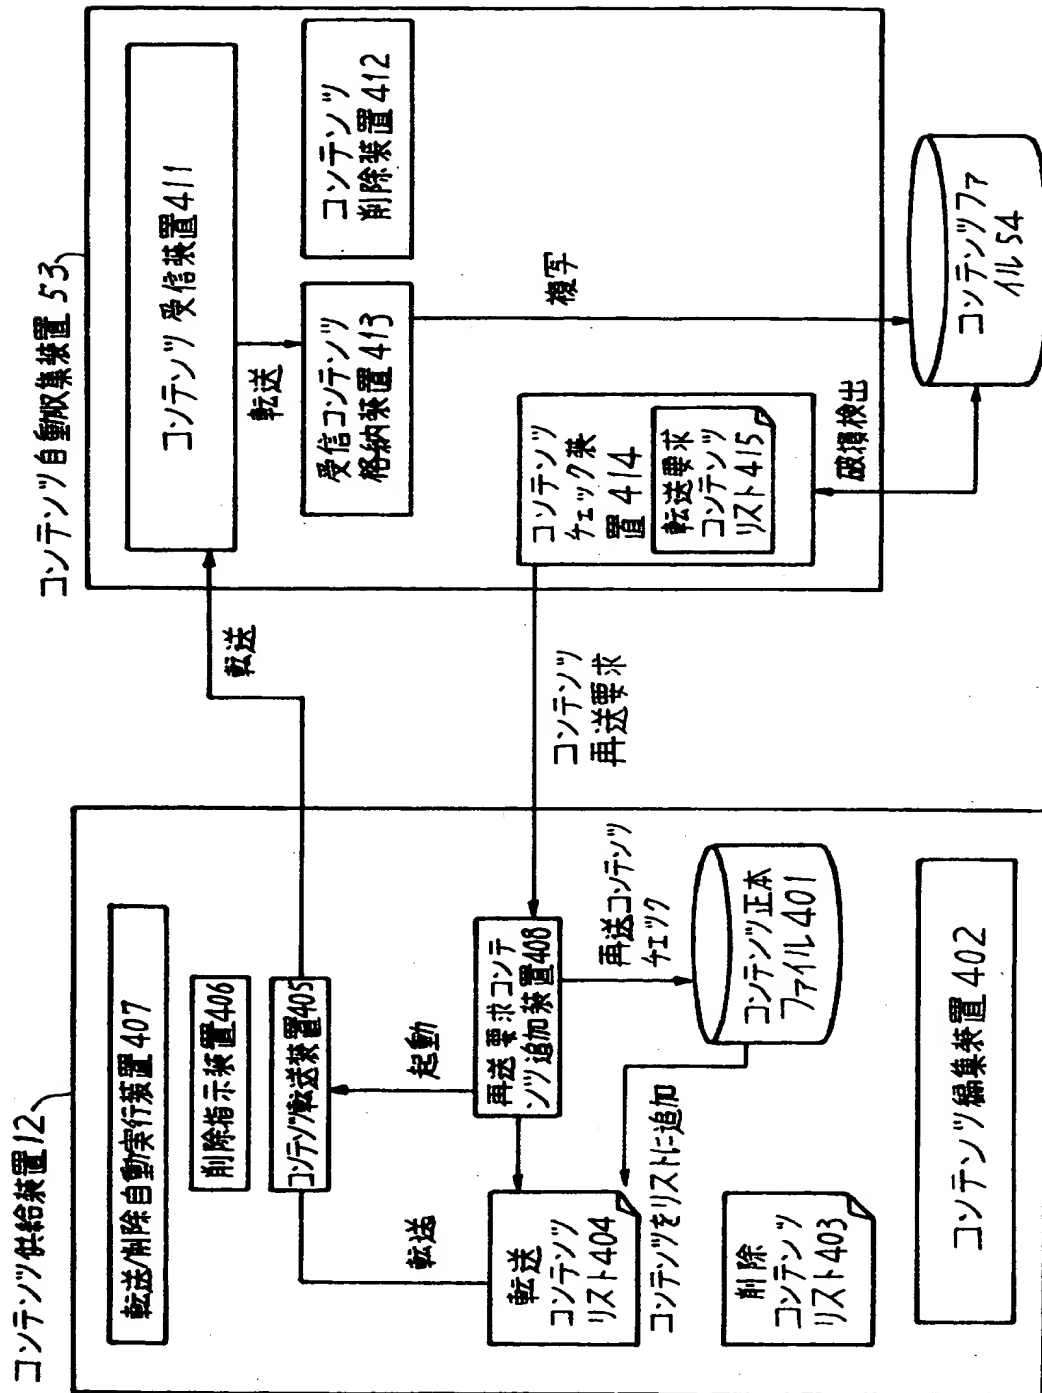 コンテンツ供給装置12
転送/削除自動実行装置407
削除指示装置406
コンテンツ転送装置405
起動
転送
再送要求コンテ
ンツ追加装置408
転送
コンテンツ
リスト404
コンテンツをリストに追加
再送コンテンツ
チェック
コンテンツ正本
ファイル401
削除
コンテンツ
リスト403
コンテンツ編集装置402
転送
コンテンツ
再送要求
コンテンツ自動収集装置53
コンテンツ受信装置411
転送
受信コンテンツ
格納装置413
コンテンツ
削除装置412
複写
コンテンツ
チェック装
置414
転送要求
コンテンツ
リスト415
破損検出
コンテンツファ
イル54